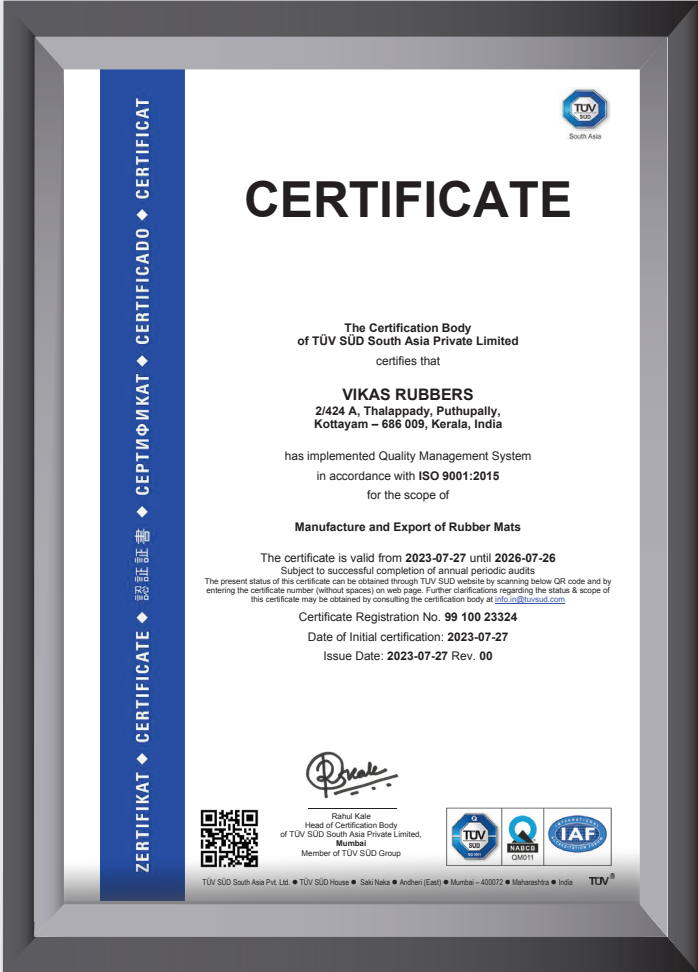 ZERTIFIKAT ◆ CERTIFICATE ◆ 認証証書 ◆ СЕРТИФИКАТ ◆ CERTIFICADO ◆ CERTIFICAT
TÜV
SÜD
South Asia
CERTIFICATE
The Certification Body
of TÜV SÜD South Asia Private Limited
certifies that
VIKAS RUBBERS
2/424 A, Thalappady, Puthupally,
Kottayam – 686 009, Kerala, India
has implemented Quality Management System
in accordance with ISO 9001:2015
for the scope of
Manufacture and Export of Rubber Mats
The certificate is valid from 2023-07-27 until 2026-07-26
Subject to successful completion of annual periodic audits
The present status of this certificate can be obtained through TUV SUD website by scanning below QR code and by
entering the certificate number (without spaces) on web page. Further clarifications regarding the status & scope of
this certificate may be obtained by consulting the certification body at info.in@tuvsud.com
Certificate Registration No. 99 100 23324
Date of Initial certification: 2023-07-27
Issue Date: 2023-07-27 Rev. 00
Rahul Kale
Head of Certification Body
of TÜV SÜD South Asia Private Limited,
Mumbai
Member of TÜV SÜD Group
Q
TÜV
SÜD
ISO 9001
NABCB
QM011
INTERNATIONAL
IAF
ACCREDITATION FORUM
TÜV SÜD South Asia Pvt. Ltd. ● TÜV SÜD House ● Saki Naka ● Andheri (East) ● Mumbai – 400072 ● Maharashtra ● India
TÜV®